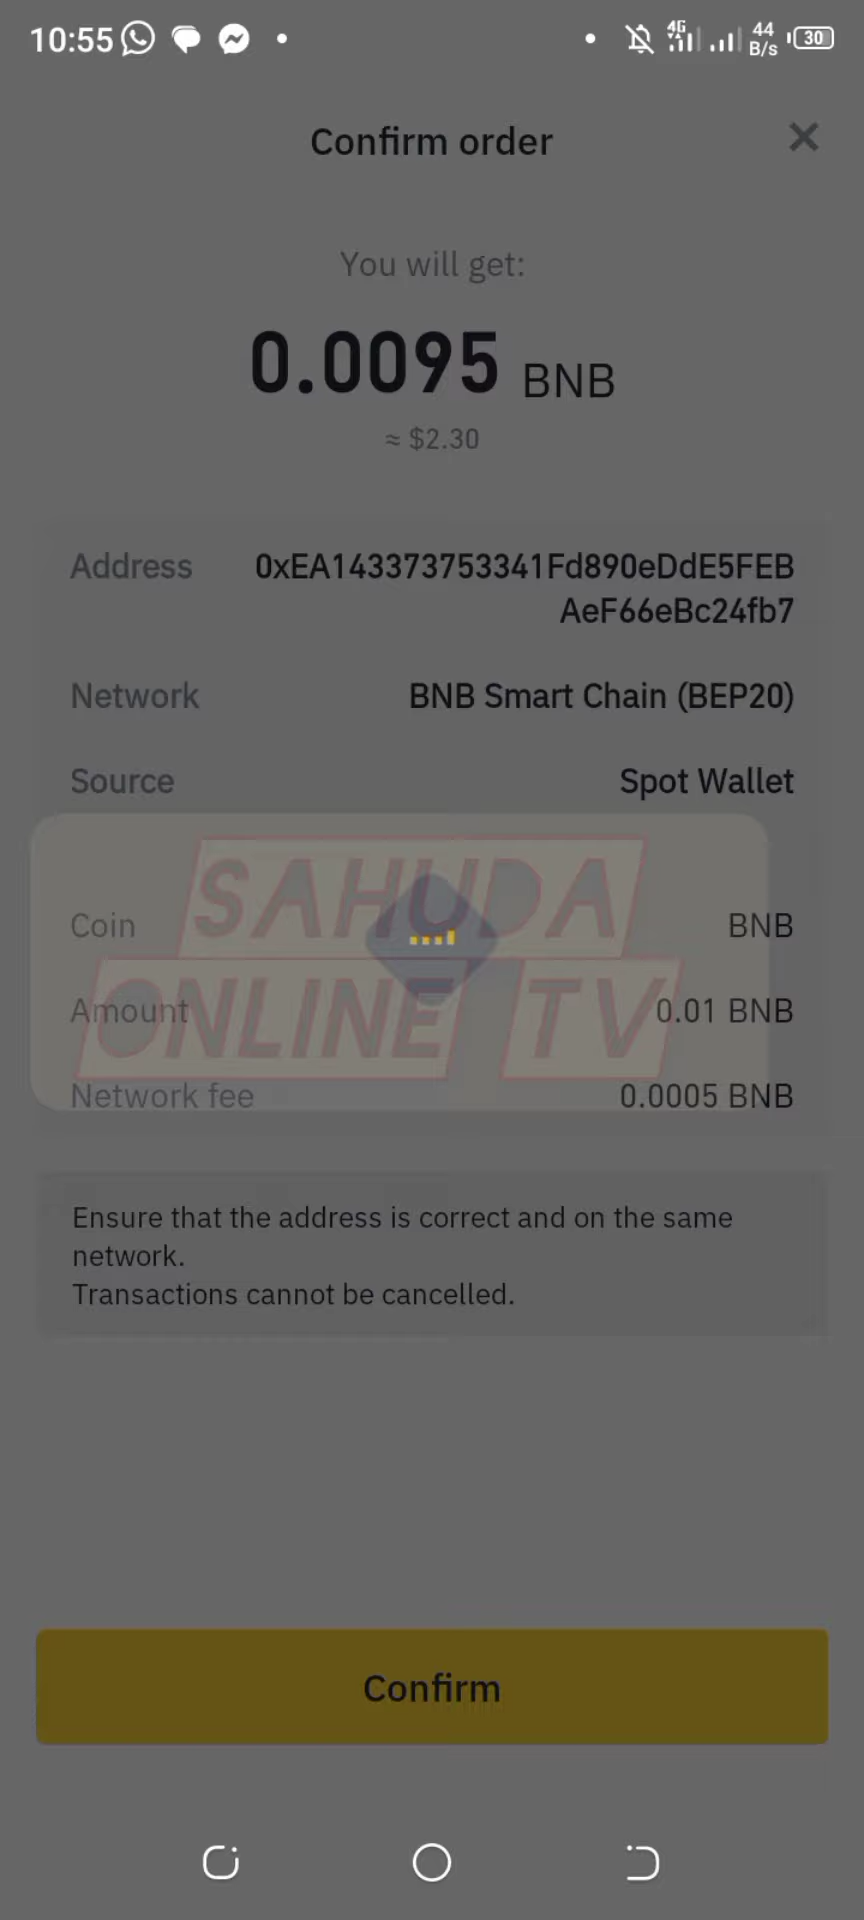 10:55
4G
44
B/s
30
Confirm order
You will get:
0.0095 BNB
≈ $2.30
Address 0xEA143373753341Fd890eDdE5FEB
AeF66eBc24fb7
Network BNB Smart Chain (BEP20)
Source Spot Wallet
SAHUDA
Coin BNB
ONLINE TV
Amount 0.01 BNB
Network fee 0.0005 BNB
Ensure that the address is correct and on the same
network.
Transactions cannot be cancelled.
Confirm